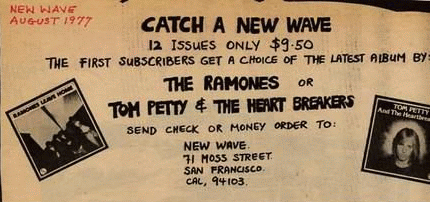 NEW WAVE
AUGUST 1977
CATCH A NEW WAVE
12 ISSUES ONLY $9.50
THE FIRST SUBSCRIBERS GET A CHOICE OF THE LATEST ALBUM BY:
THE RAMONES OR
TOM PETTY & THE HEART BREAKERS
RAMONES LEAVE HOME
TOM PETTY
And The Heartbreakers
SEND CHECK OR MONEY ORDER TO:
NEW WAVE.
71 MOSS STREET.
SAN FRANCISCO.
CAL, 94103.